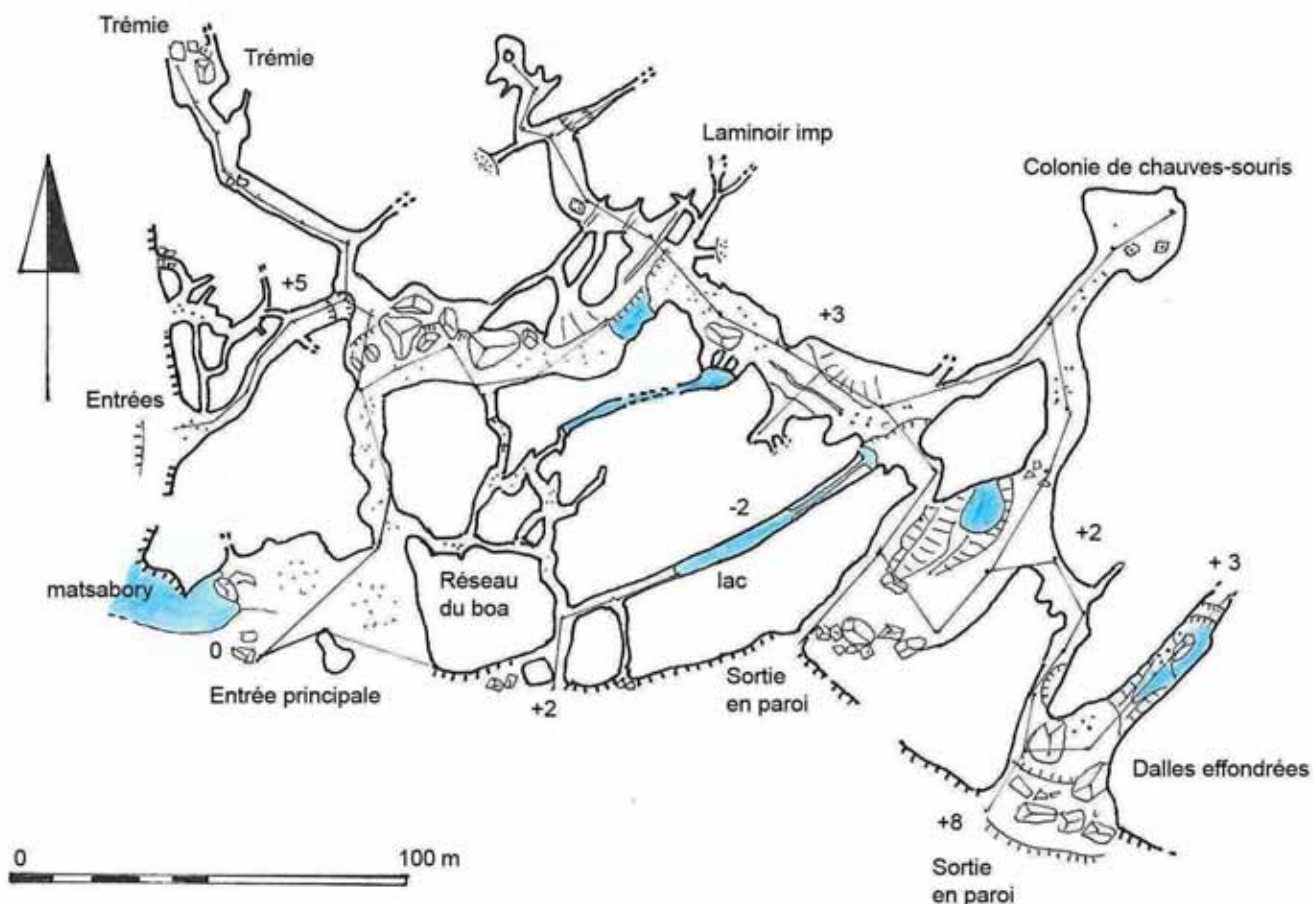 Trémie
Trémie
Laminoir imp
Colonie de chauves-souris
+5
+3
Entrées
-2
+2
+ 3
matsabory
Réseau
du boa
lac
0
Entrée principale
+2
Sortie
en paroi
Dalles effondrées
+8
Sortie
en paroi
0
100 m